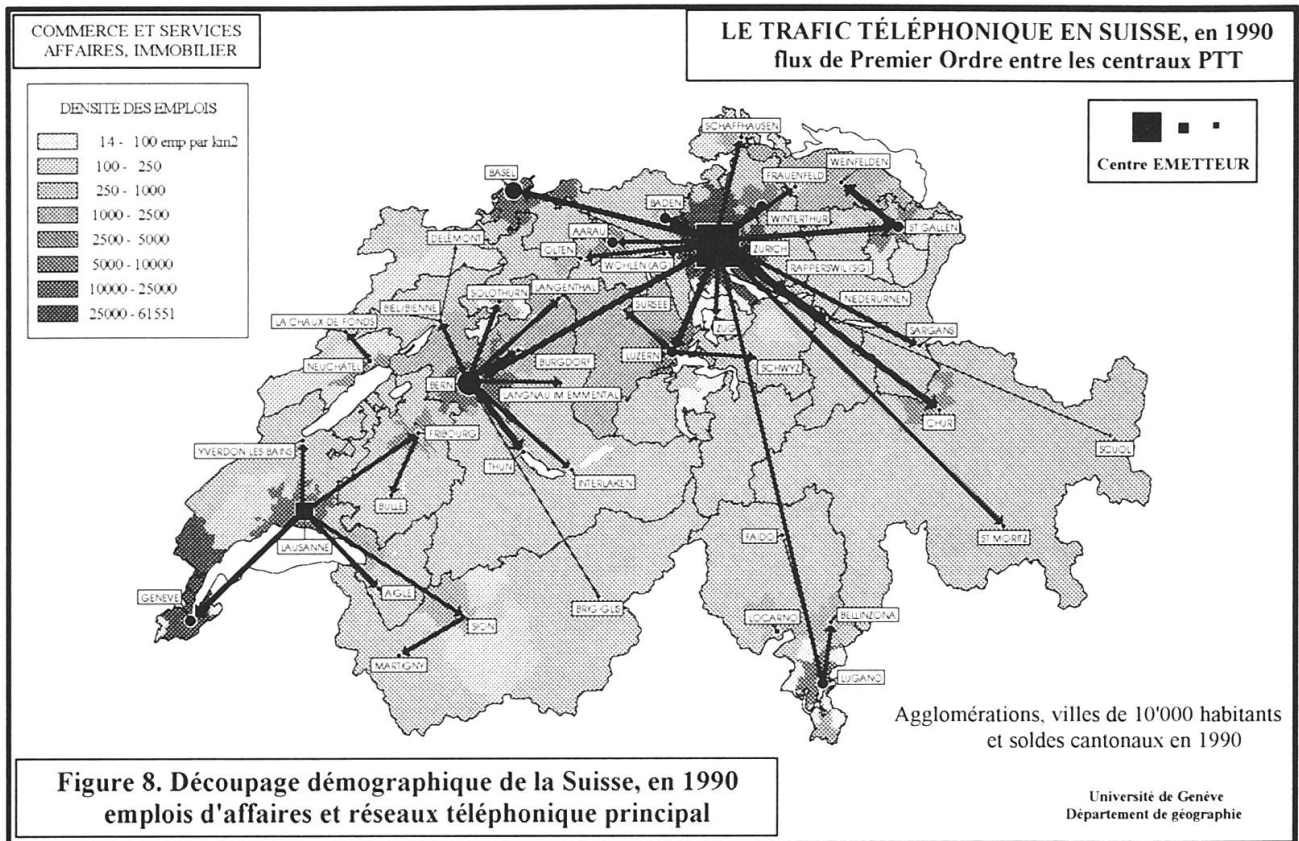 COMMERCE ET SERVICES
AFFAIRES, IMMOBILIER
LE TRAFIC TÉLÉPHONIQUE EN SUISSE, en 1990
flux de Premier Ordre entre les centraux PTT
DENSITE DES EMPLOIS
14 - 100 emp par km2
100 - 250
250 - 1000
1000 - 2500
2500 - 5000
5000 - 10000
10000 - 25000
25000 - 61551
Centre EMETTEUR
SCHAFFHAUSEN
WEINFELDEN
FRAUENFELD
BASEL
BADEN
WINTERTHUR
AARAU
ST GALLEN
DELEMONT
OLTEN
ZURICH
WOHLEN (AG)
RAPPERSWIL (SG)
SOLOTHURN
LANGENTHAL
BIEL/BIENNE
SURSEE
NIEDERURNEN
LA CHAUX DE FONDS
ZUG
SARGANS
NEUCHATEL
BURGDORF
LUZERN
SCHWYZ
BERN
LANGNAU IM EMMENTAL
CHUR
FRIBOURG
SCUOL
YVERDON LES BAINS
THUN
INTERLAKEN
BULLE
FAIDO
ST MORITZ
LAUSANNE
AIGLE
GENEVE
BRIG-GLIS
LOCARNO
BELLINZONA
SION
MARTIGNY
LUGANO
Agglomérations, villes de 10'000 habitants
et soldes cantonaux en 1990
Figure 8. Découpage démographique de la Suisse, en 1990
emplois d'affaires et réseaux téléphonique principal
Université de Genève
Département de géographie